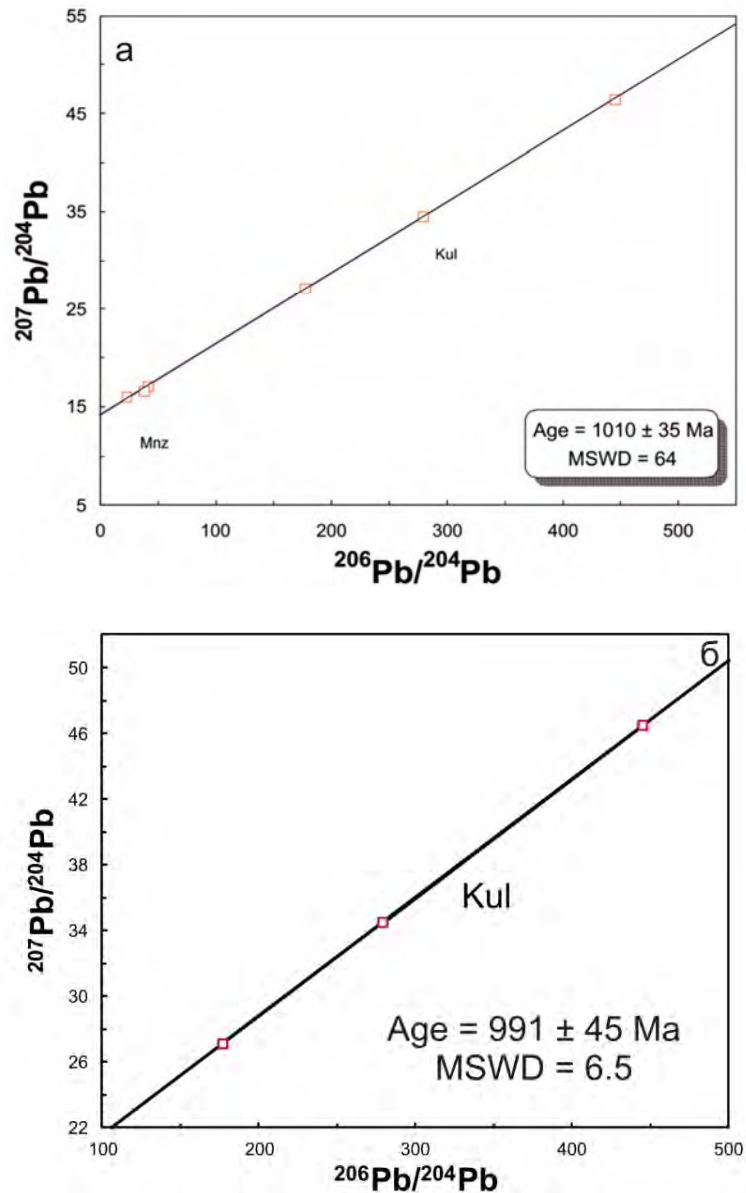 a
55
45
35
25
15
5
²⁰⁷Pb/²⁰⁴Pb
Kul
Mnz
Age = 1010 ± 35 Ma
MSWD = 64
0 100 200 300 400 500
²⁰⁶Pb/²⁰⁴Pb
б
50
46
42
38
34
30
26
22
²⁰⁷Pb/²⁰⁴Pb
Kul
Age = 991 ± 45 Ma
MSWD = 6.5
100 200 300 400 500
²⁰⁶Pb/²⁰⁴Pb